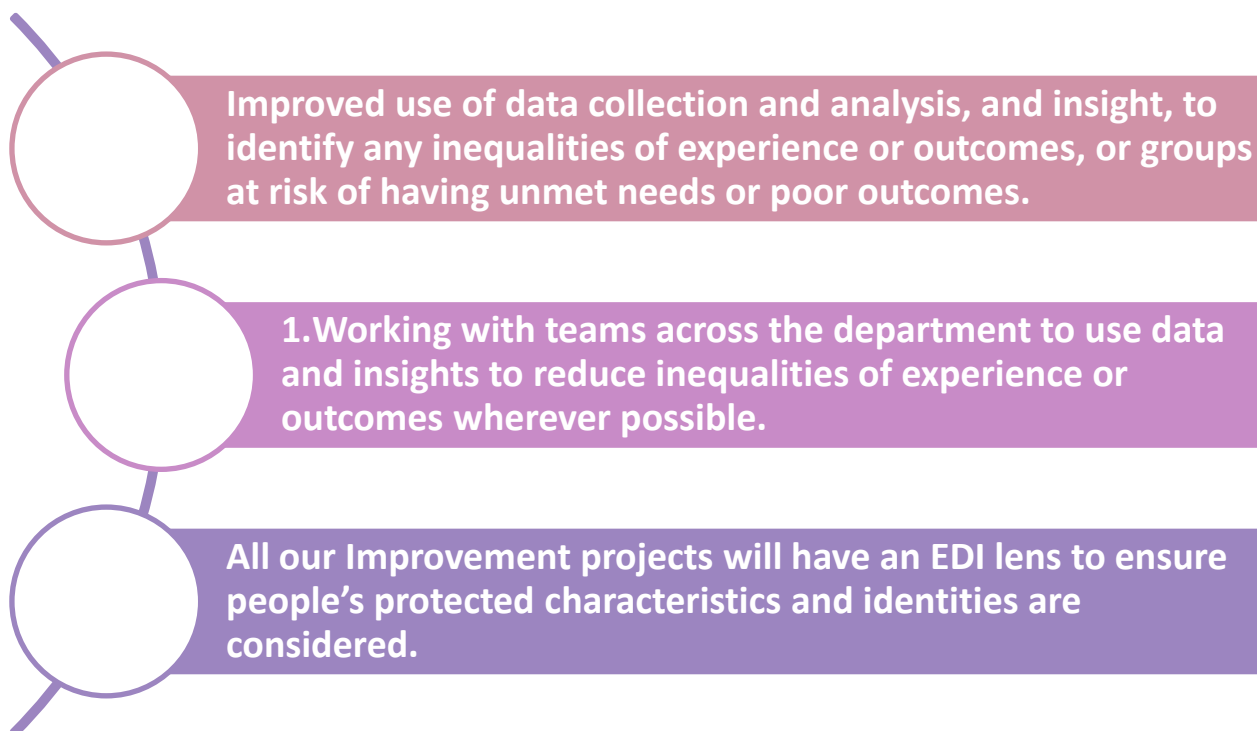 Improved use of data collection and analysis, and insight, to
identify any inequalities of experience or outcomes, or groups
at risk of having unmet needs or poor outcomes.
1.Working with teams across the department to use data
and insights to reduce inequalities of experience or
outcomes wherever possible.
All our Improvement projects will have an EDI lens to ensure
people’s protected characteristics and identities are
considered.